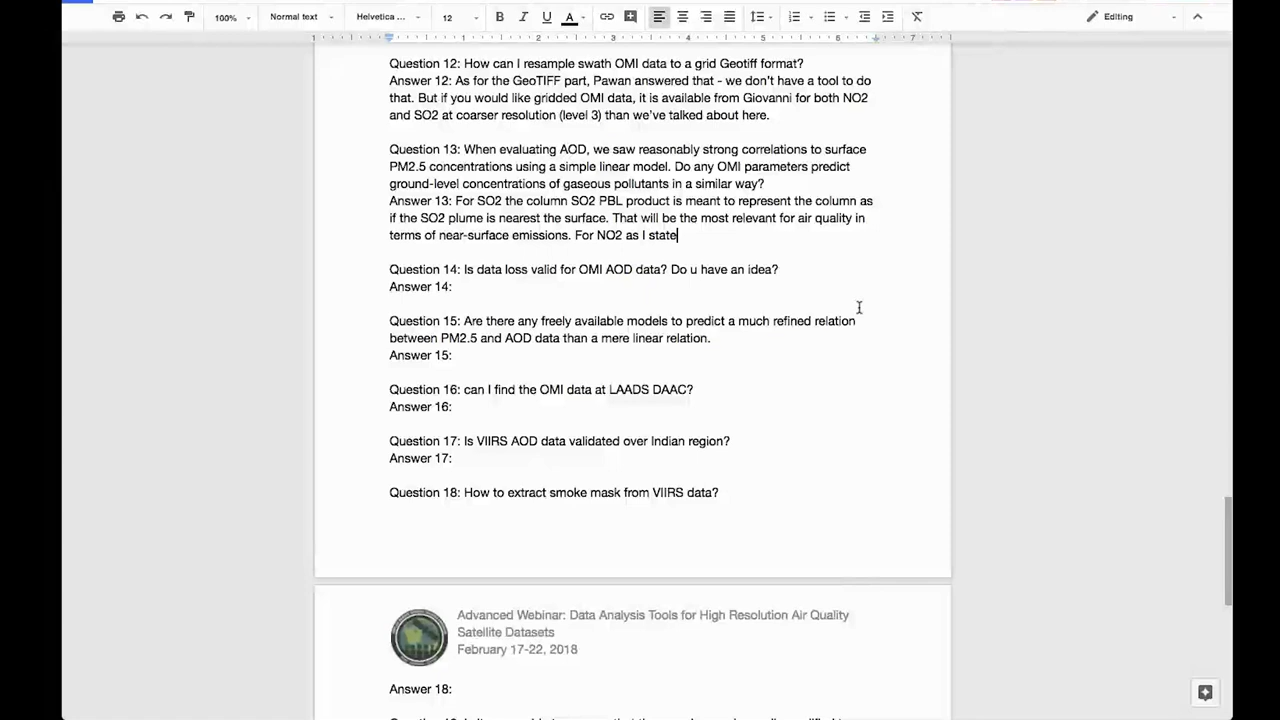 100%
Normal text
Helvetica ...
12
B I U A
Editing
1 1 2 3 4 5 6 7
Question 12: How can I resample swath OMI data to a grid Geotiff format?
Answer 12: As for the GeoTIFF part, Pawan answered that - we don't have a tool to do
that. But if you would like gridded OMI data, it is available from Giovanni for both NO2
and SO2 at coarser resolution (level 3) than we've talked about here.
Question 13: When evaluating AOD, we saw reasonably strong correlations to surface
PM2.5 concentrations using a simple linear model. Do any OMI parameters predict
ground-level concentrations of gaseous pollutants in a similar way?
Answer 13: For SO2 the column SO2 PBL product is meant to represent the column as
if the SO2 plume is nearest the surface. That will be the most relevant for air quality in
terms of near-surface emissions. For NO2 as I state
Question 14: Is data loss valid for OMI AOD data? Do u have an idea?
Answer 14:
Question 15: Are there any freely available models to predict a much refined relation
between PM2.5 and AOD data than a mere linear relation.
Answer 15:
Question 16: can I find the OMI data at LAADS DAAC?
Answer 16:
Question 17: Is VIIRS AOD data validated over Indian region?
Answer 17:
Question 18: How to extract smoke mask from VIIRS data?
Advanced Webinar: Data Analysis Tools for High Resolution Air Quality
Satellite Datasets
February 17-22, 2018
Answer 18: